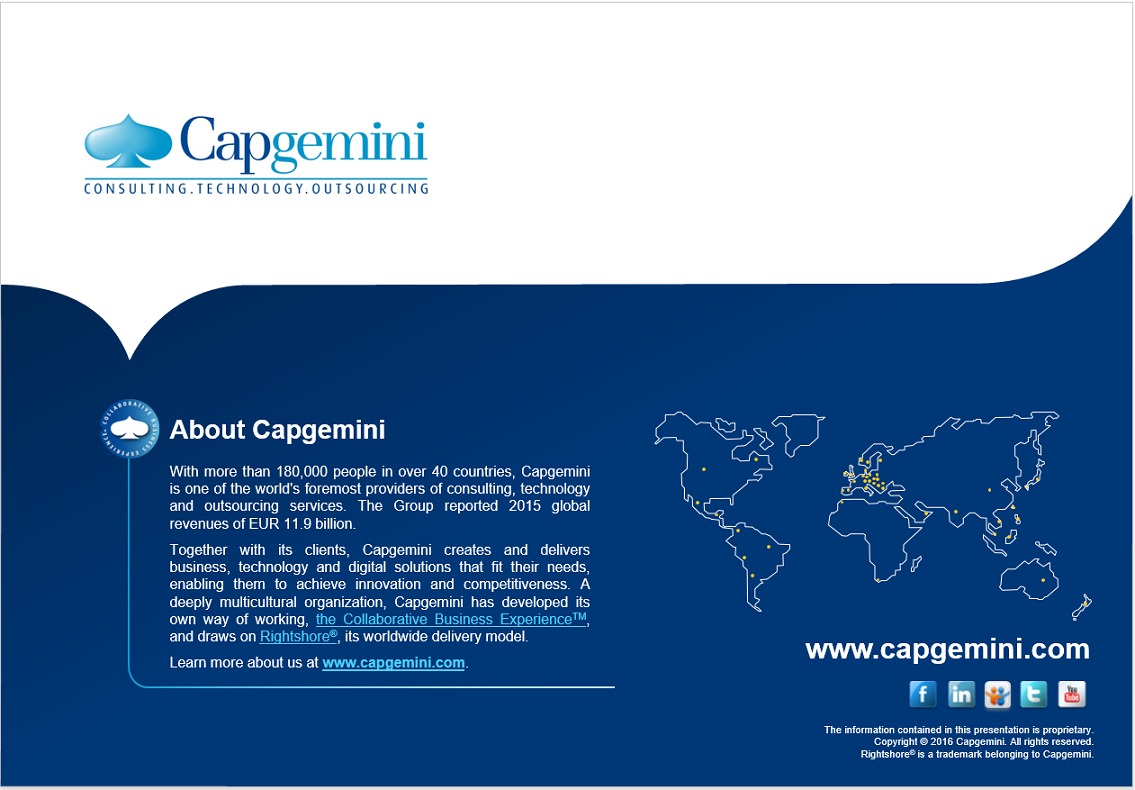 Capgemini
CONSULTING.TECHNOLOGY.OUTSOURCING
COLLABORATIVE BUSINESS EXPERIENCE
About Capgemini
With more than 180,000 people in over 40 countries, Capgemini
is one of the world's foremost providers of consulting, technology
and outsourcing services. The Group reported 2015 global
revenues of EUR 11.9 billion.
Together with its clients, Capgemini creates and delivers
business, technology and digital solutions that fit their needs,
enabling them to achieve innovation and competitiveness. A
deeply multicultural organization, Capgemini has developed its
own way of working, the Collaborative Business Experience™,
and draws on Rightshore®, its worldwide delivery model.
Learn more about us at www.capgemini.com.
www.capgemini.com
f in t You Tube
The information contained in this presentation is proprietary.
Copyright © 2016 Capgemini. All rights reserved.
Rightshore® is a trademark belonging to Capgemini.